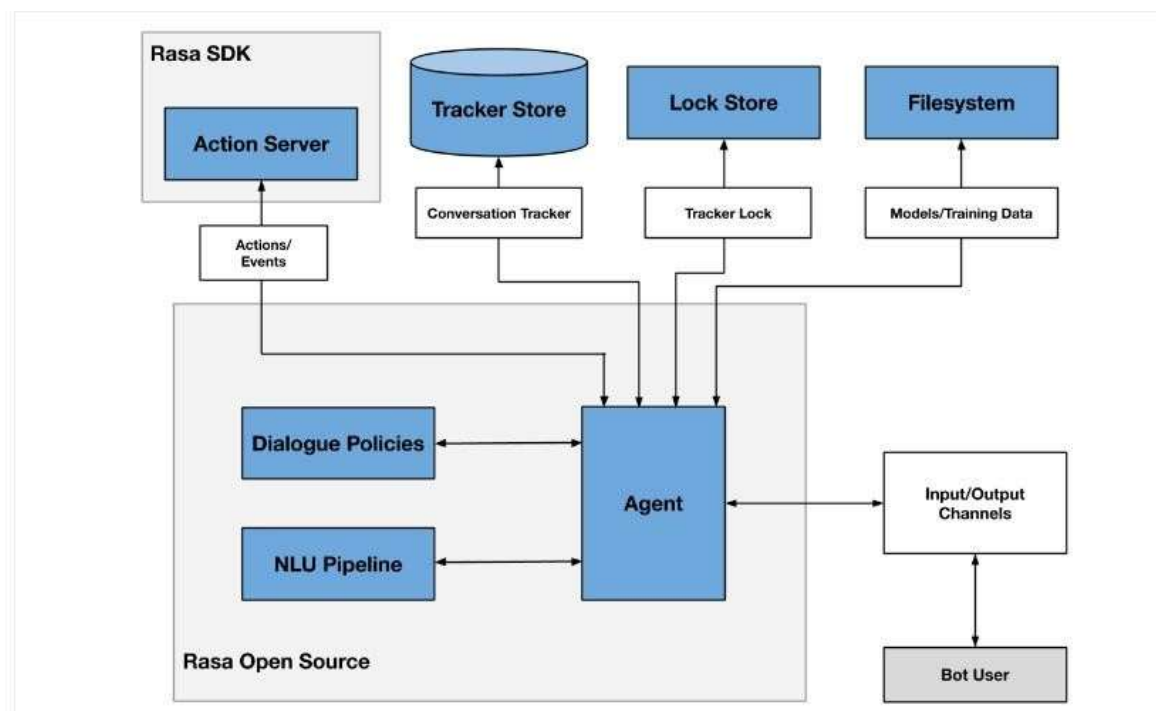 Rasa SDK
Action Server
Tracker Store
Lock Store
Filesystem
Actions/
Events
Conversation Tracker
Tracker Lock
Models/Training Data
Dialogue Policies
NLU Pipeline
Agent
Rasa Open Source
Input/Output
Channels
Bot User